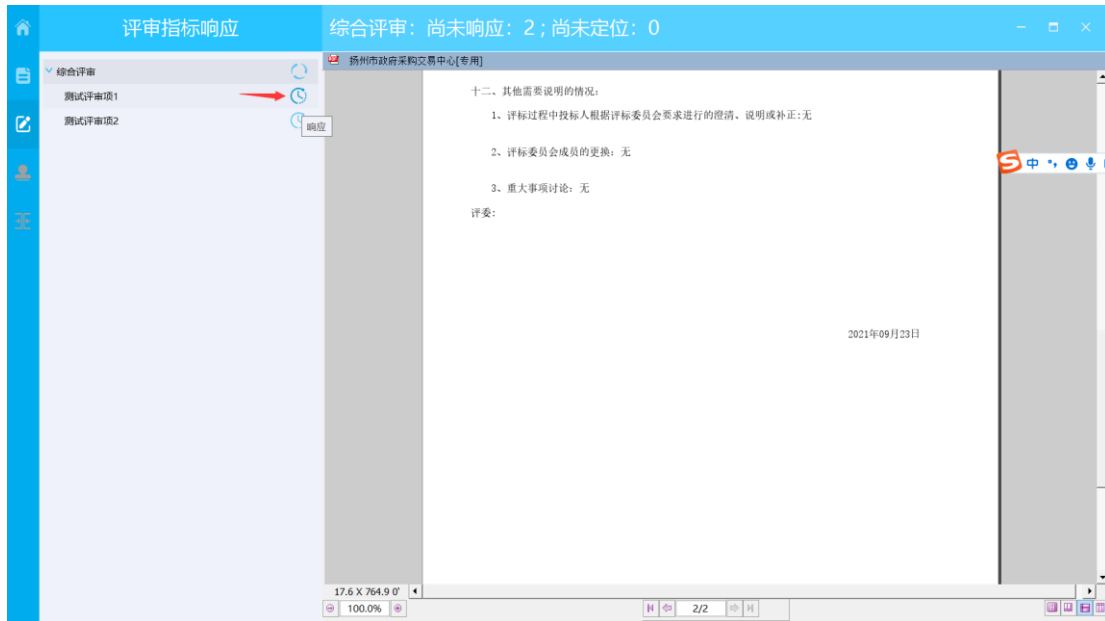 评审指标响应
综合评审：尚未响应：2；尚未定位：0
综合评审
测试评审项1
测试评审项2
响应
扬州市政府采购交易中心[专用]
十二、其他需要说明的情况：
1、评标过程中投标人根据评标委员会要求进行的澄清、说明或补正:无
2、评标委员会成员的更换：无
3、重大事项讨论：无
评委：
2021年09月23日
中
17.6 X 764.9 0'
100.0%
2/2